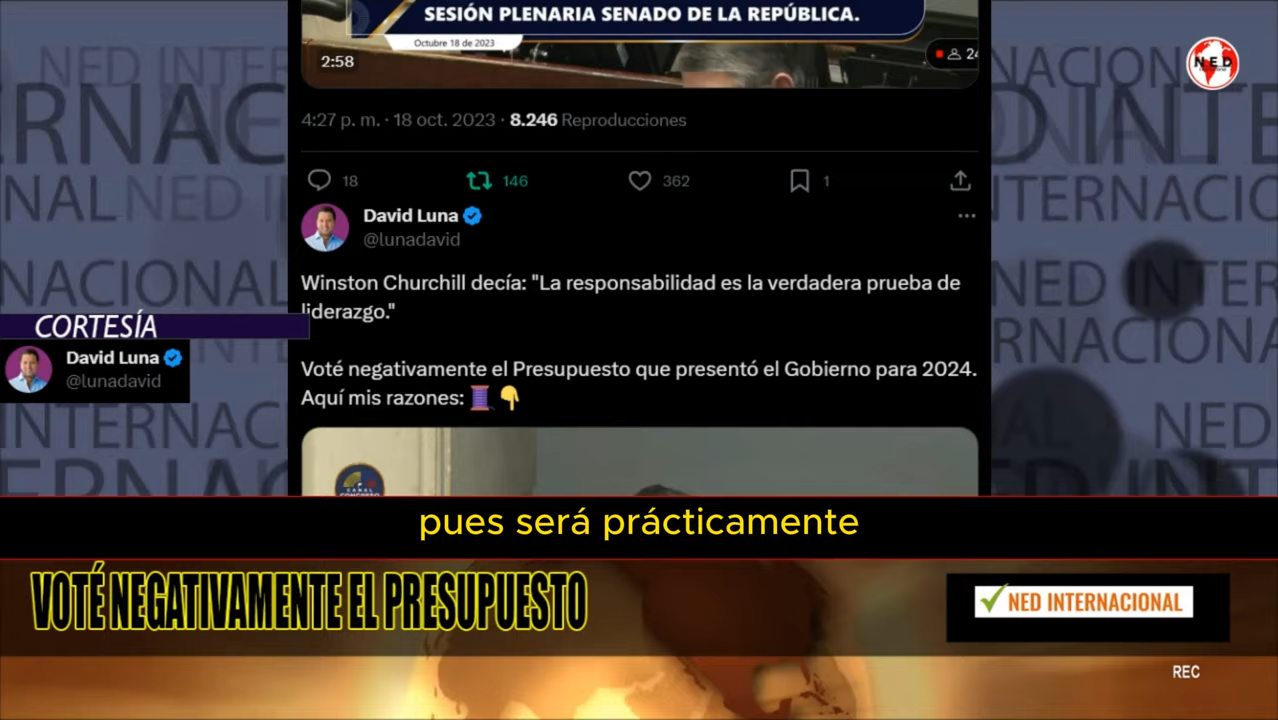 SESIÓN PLENARIA SENADO DE LA REPÚBLICA.
Octubre 18 de 2023
2:58
4:27 p. m. · 18 oct. 2023 · 8.246 Reproducciones
18 146 362 1
David Luna
@lunadavid
Winston Churchill decía: "La responsabilidad es la verdadera prueba de
liderazgo."
Voté negativamente el Presupuesto que presentó el Gobierno para 2024.
Aquí mis razones: 🧵 👇
CORTESÍA
David Luna
@lunadavid
NED
pues será prácticamente
VOTÉ NEGATIVAMENTE EL PRESUPUESTO
NED INTERNACIONAL
REC